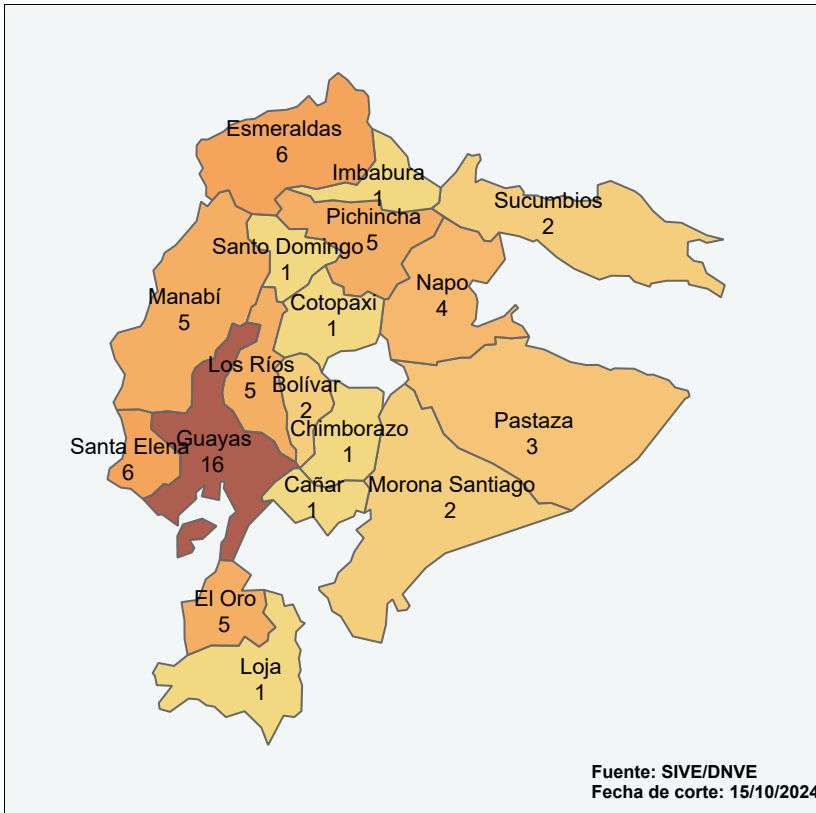 Esmeraldas
6
Imbabura
1
Sucumbios
2
Pichincha
5
Santo Domingo
1
Napo
4
Manabí
5
Cotopaxi
1
Los Ríos
5
Bolívar
2
Pastaza
3
Chimborazo
1
Santa Elena
6
Guayas
16
Cañar
1
Morona Santiago
2
El Oro
5
Loja
1
Fuente: SIVE/DNVE
Fecha de corte: 15/10/2024